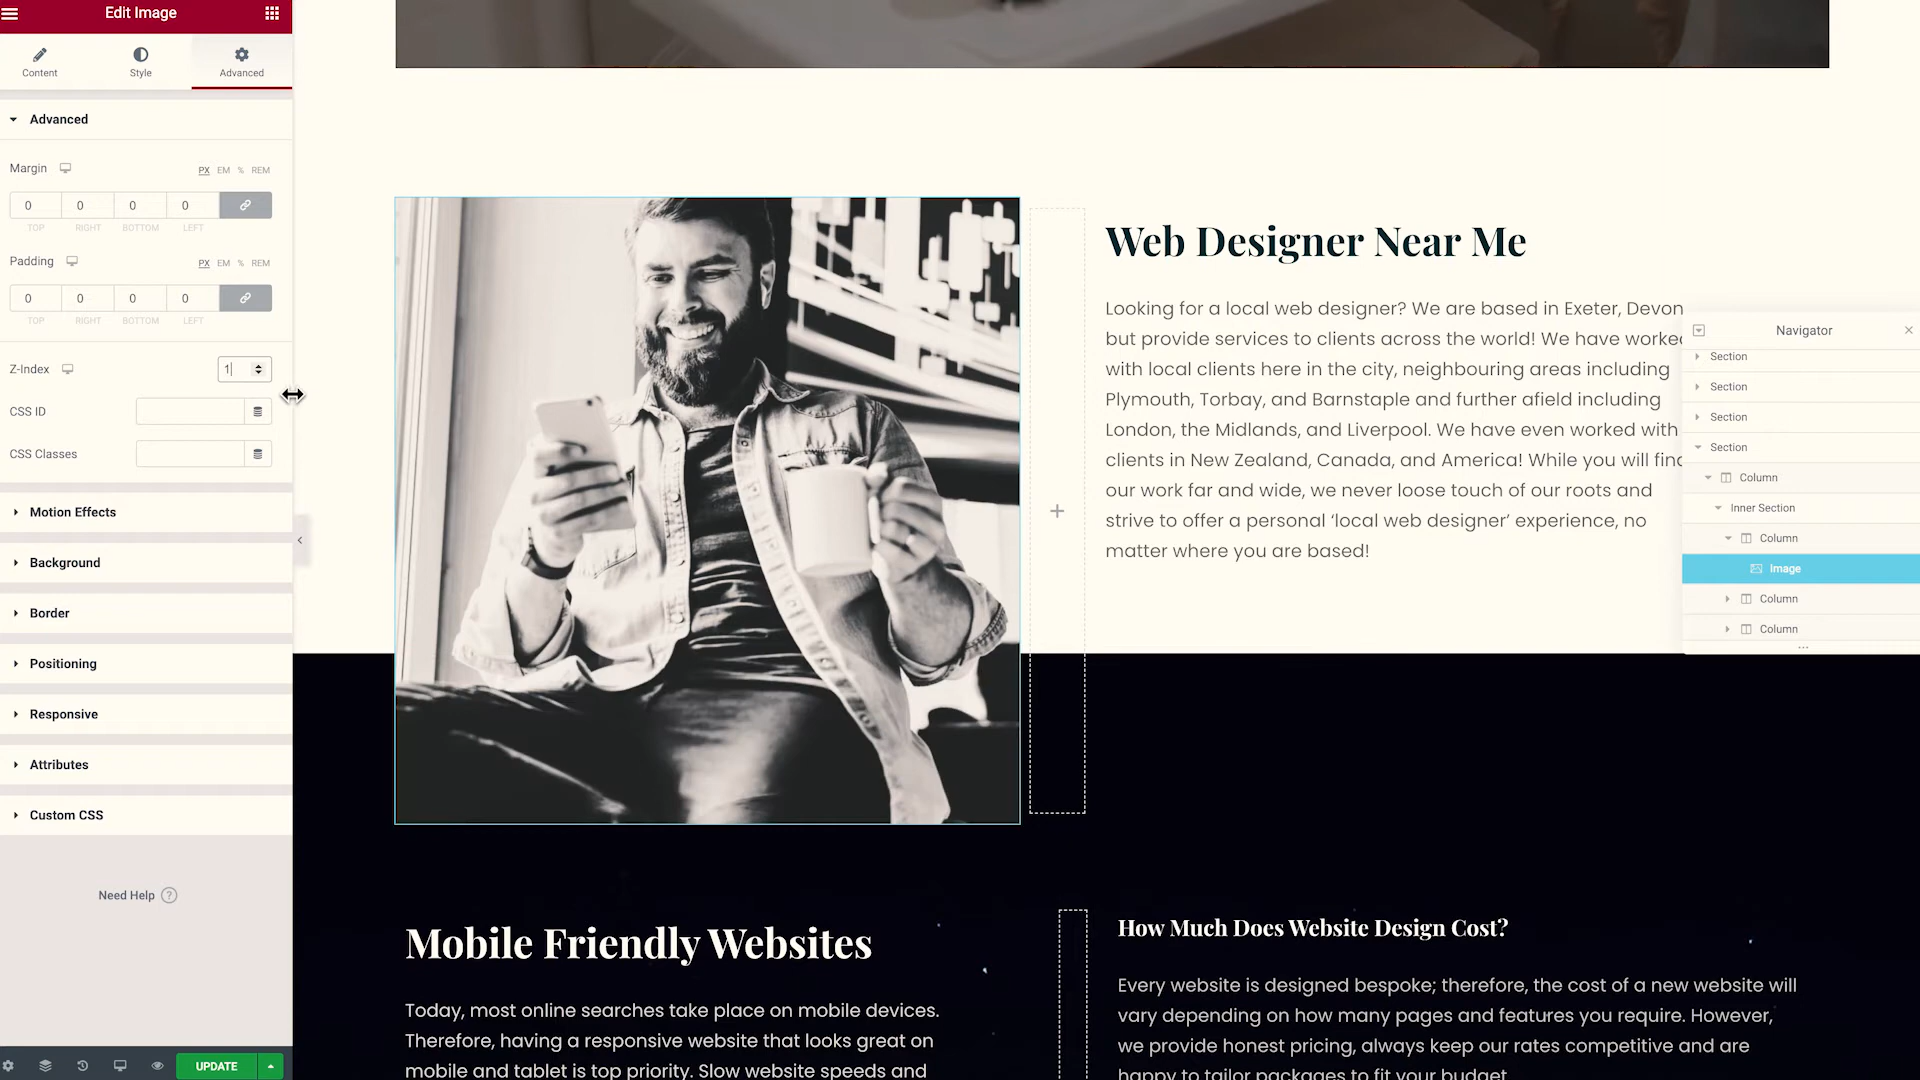 Edit Image
Content
Style
Advanced
Advanced
Margin
PX EM % REM
0 0 0 0
TOP RIGHT BOTTOM LEFT
Padding
PX EM % REM
0 0 0 0
TOP RIGHT BOTTOM LEFT
Z-Index
1
CSS ID
CSS Classes
Motion Effects
Background
Border
Positioning
Responsive
Attributes
Custom CSS
Need Help ?
UPDATE
Web Designer Near Me
Looking for a local web designer? We are based in Exeter, Devon
but provide services to clients across the world! We have worked
with local clients here in the city, neighbouring areas including
Plymouth, Torbay, and Barnstaple and further afield including
London, the Midlands, and Liverpool. We have even worked with
clients in New Zealand, Canada, and America! While you will find
our work far and wide, we never loose touch of our roots and
strive to offer a personal ‘local web designer’ experience, no
matter where you are based!
Navigator
Section
Section
Section
Section
Column
Inner Section
Column
Image
Column
Column
Mobile Friendly Websites
Today, most online searches take place on mobile devices.
Therefore, having a responsive website that looks great on
mobile and tablet is top priority. Slow website speeds and
How Much Does Website Design Cost?
Every website is designed bespoke; therefore, the cost of a new website will
vary depending on how many pages and features you require. However,
we provide honest pricing, always keep our rates competitive and are
happy to tailor packages to fit your budget.